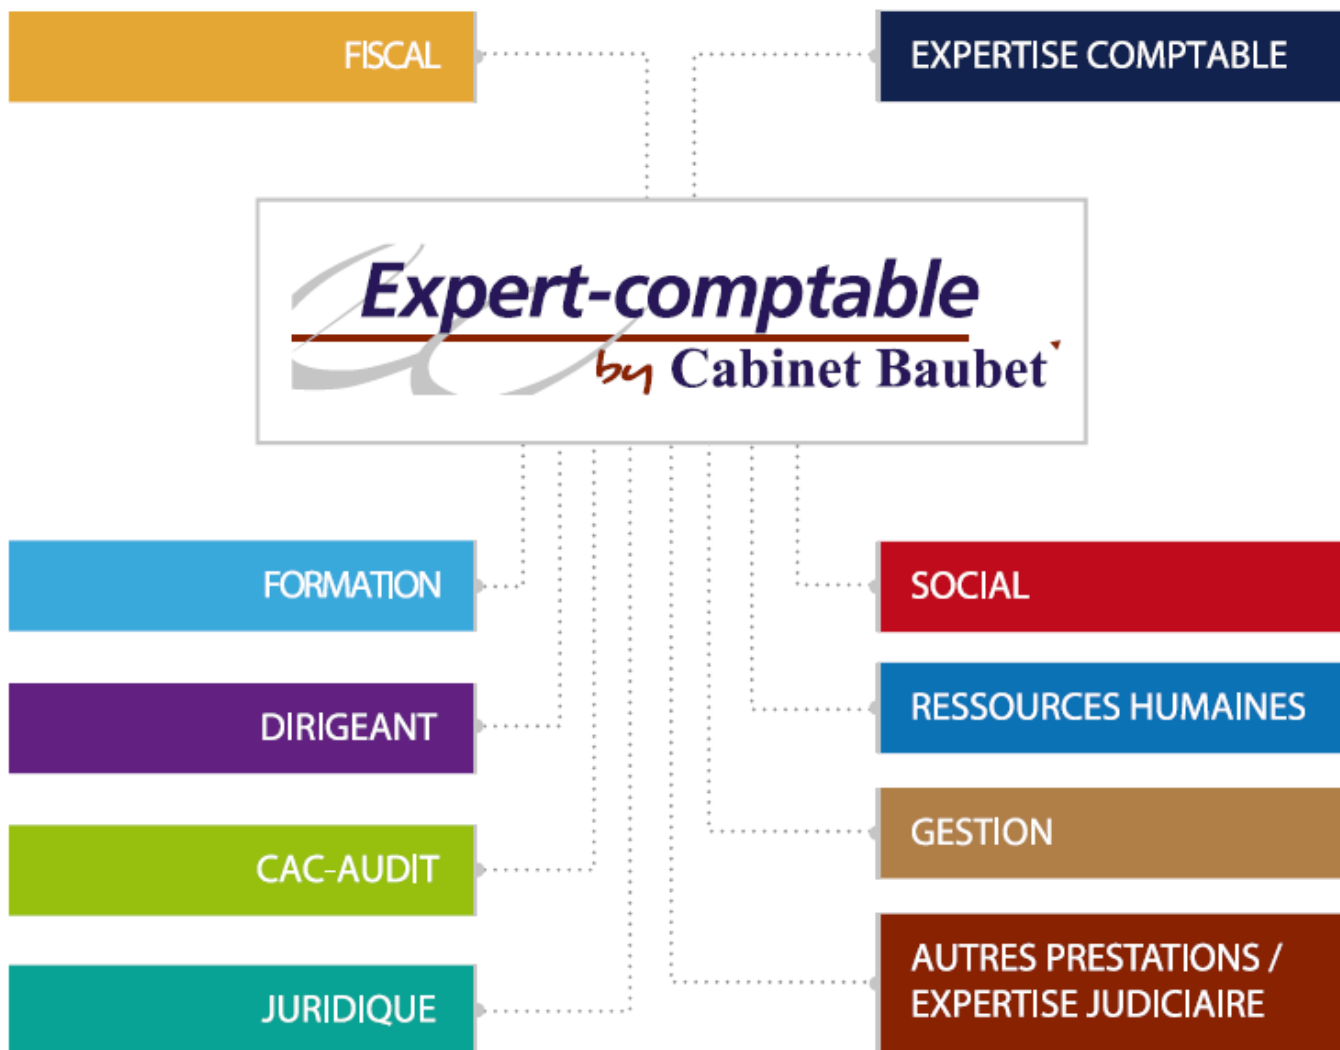 FISCAL
EXPERTISE COMPTABLE
Expert-comptable
by Cabinet Baubet
FORMATION
SOCIAL
DIRIGEANT
RESSOURCES HUMAINES
CAC-AUDIT
GESTION
JURIDIQUE
AUTRES PRESTATIONS /
EXPERTISE JUDICIAIRE